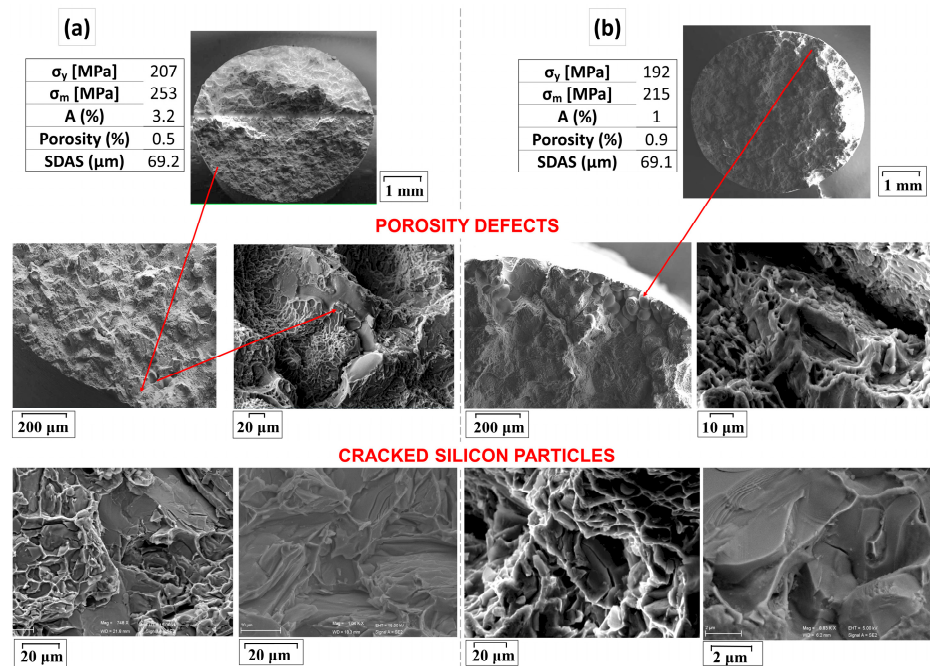 (a)
σy [MPa] 207
σm [MPa] 253
A (%) 3.2
Porosity (%) 0.5
SDAS (μm) 69.2
1 mm
(b)
σy [MPa] 192
σm [MPa] 215
A (%) 1
Porosity (%) 0.9
SDAS (μm) 69.1
1 mm
POROSITY DEFECTS
200 μm
20 μm
200 μm
10 μm
CRACKED SILICON PARTICLES
20 μm
20 μm
20 μm
2 μm